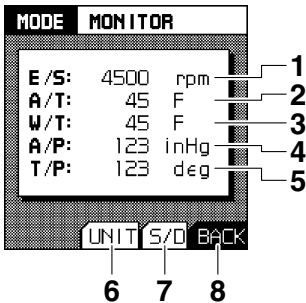 MODE MONITOR
E/S: 4500 rpm 1
A/T: 45 F 2
W/T: 45 F 3
A/P: 123 inHg 4
T/P: 123 deg 5
UNIT S/D BACK
6 7 8